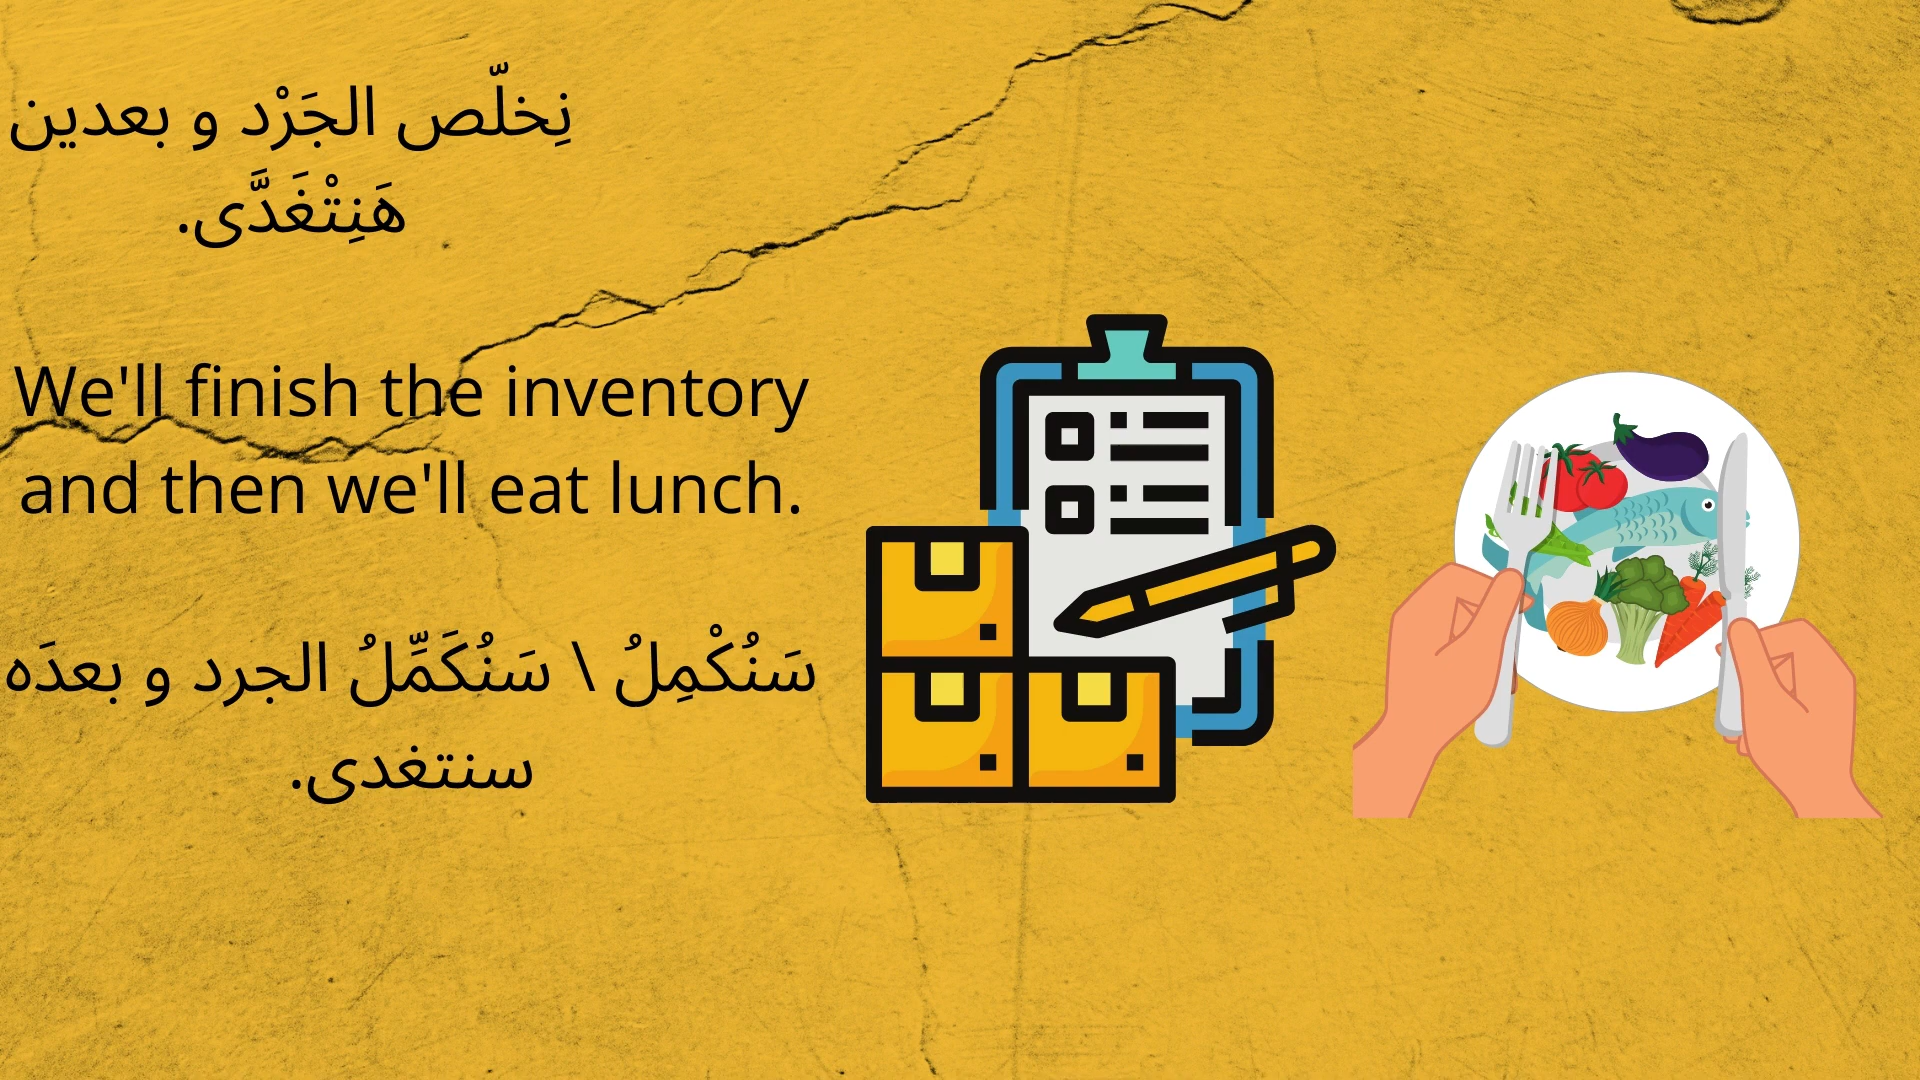 نِخلّص الجَرْد و بعدين
هَنِتْغَدَّى.
We'll finish the inventory
and then we'll eat lunch.
سَنُكْمِلُ \ سَنُكَمِّلُ الجرد و بعدَه
سنتغدى.